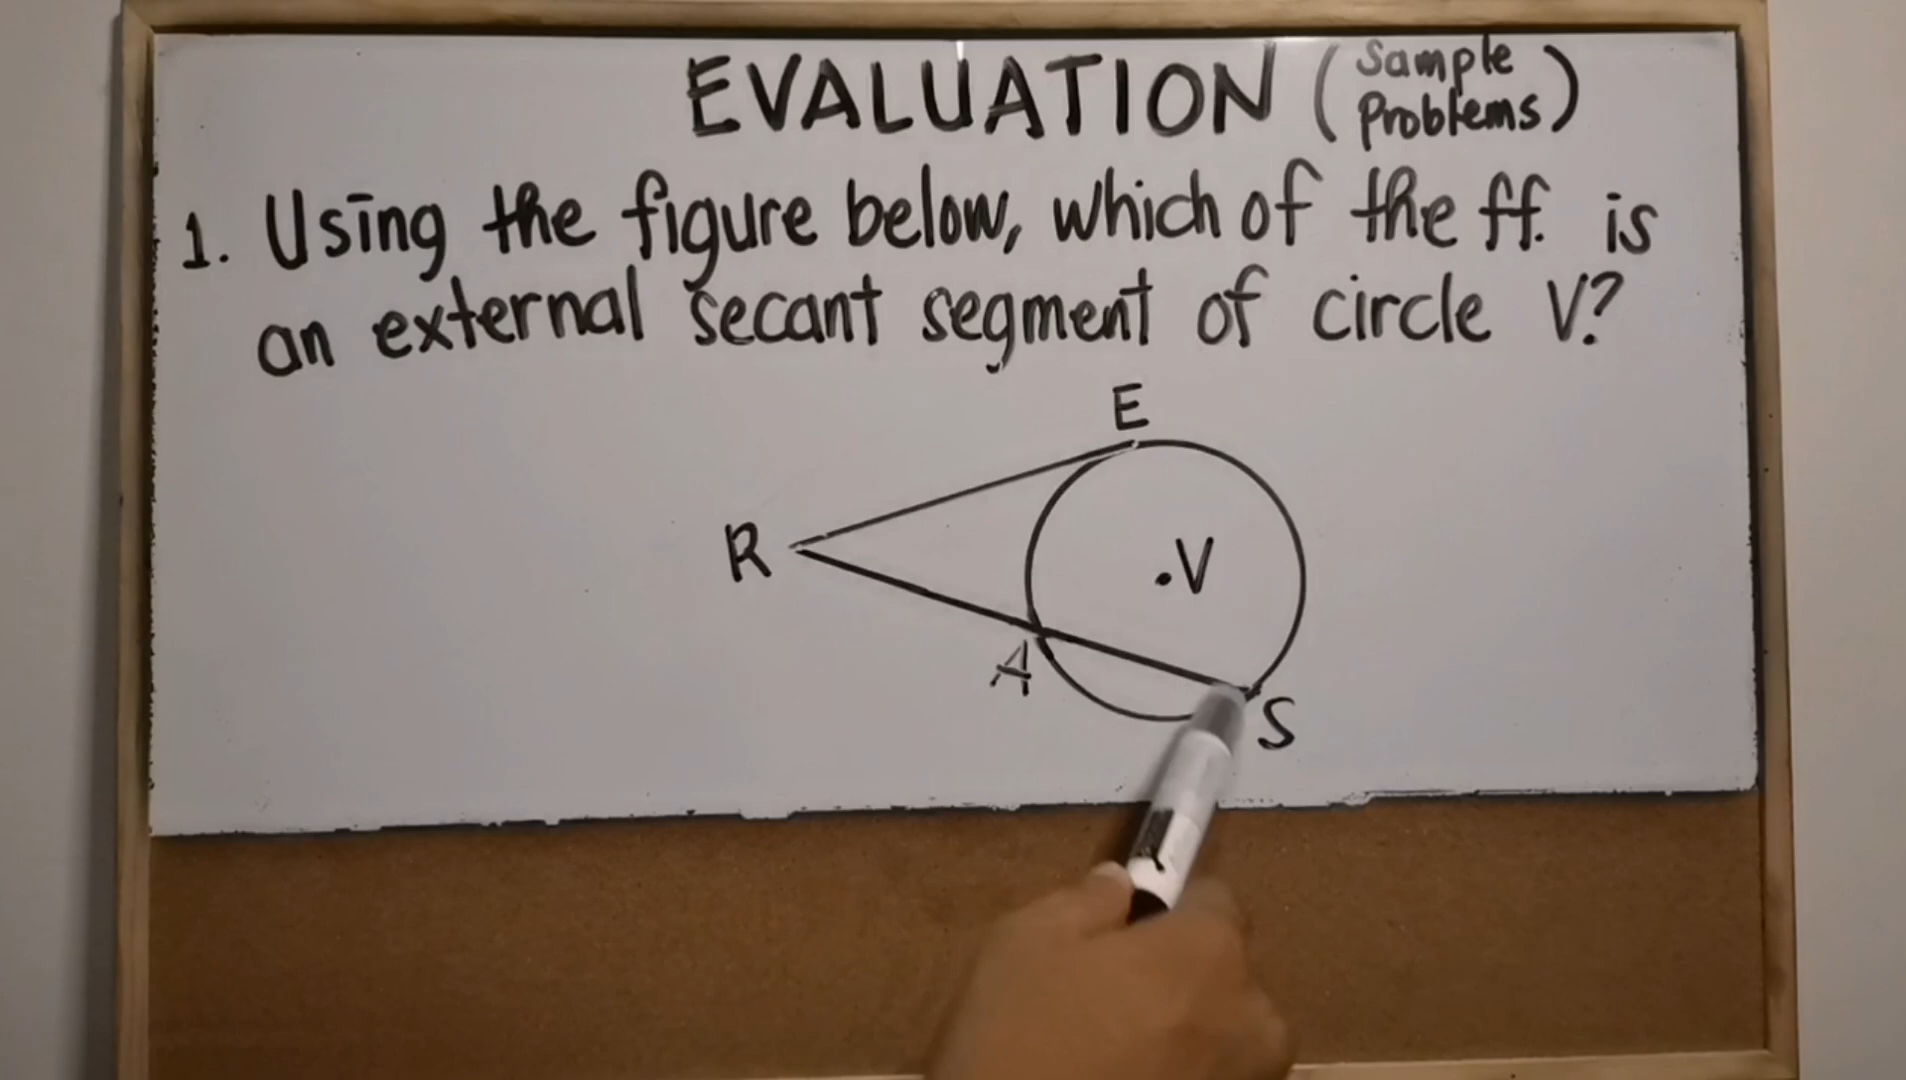 EVALUATION (Sample Problems)
1. Using the figure below, which of the ff. is
an external secant segment of circle V?
E
R
.V
A
S